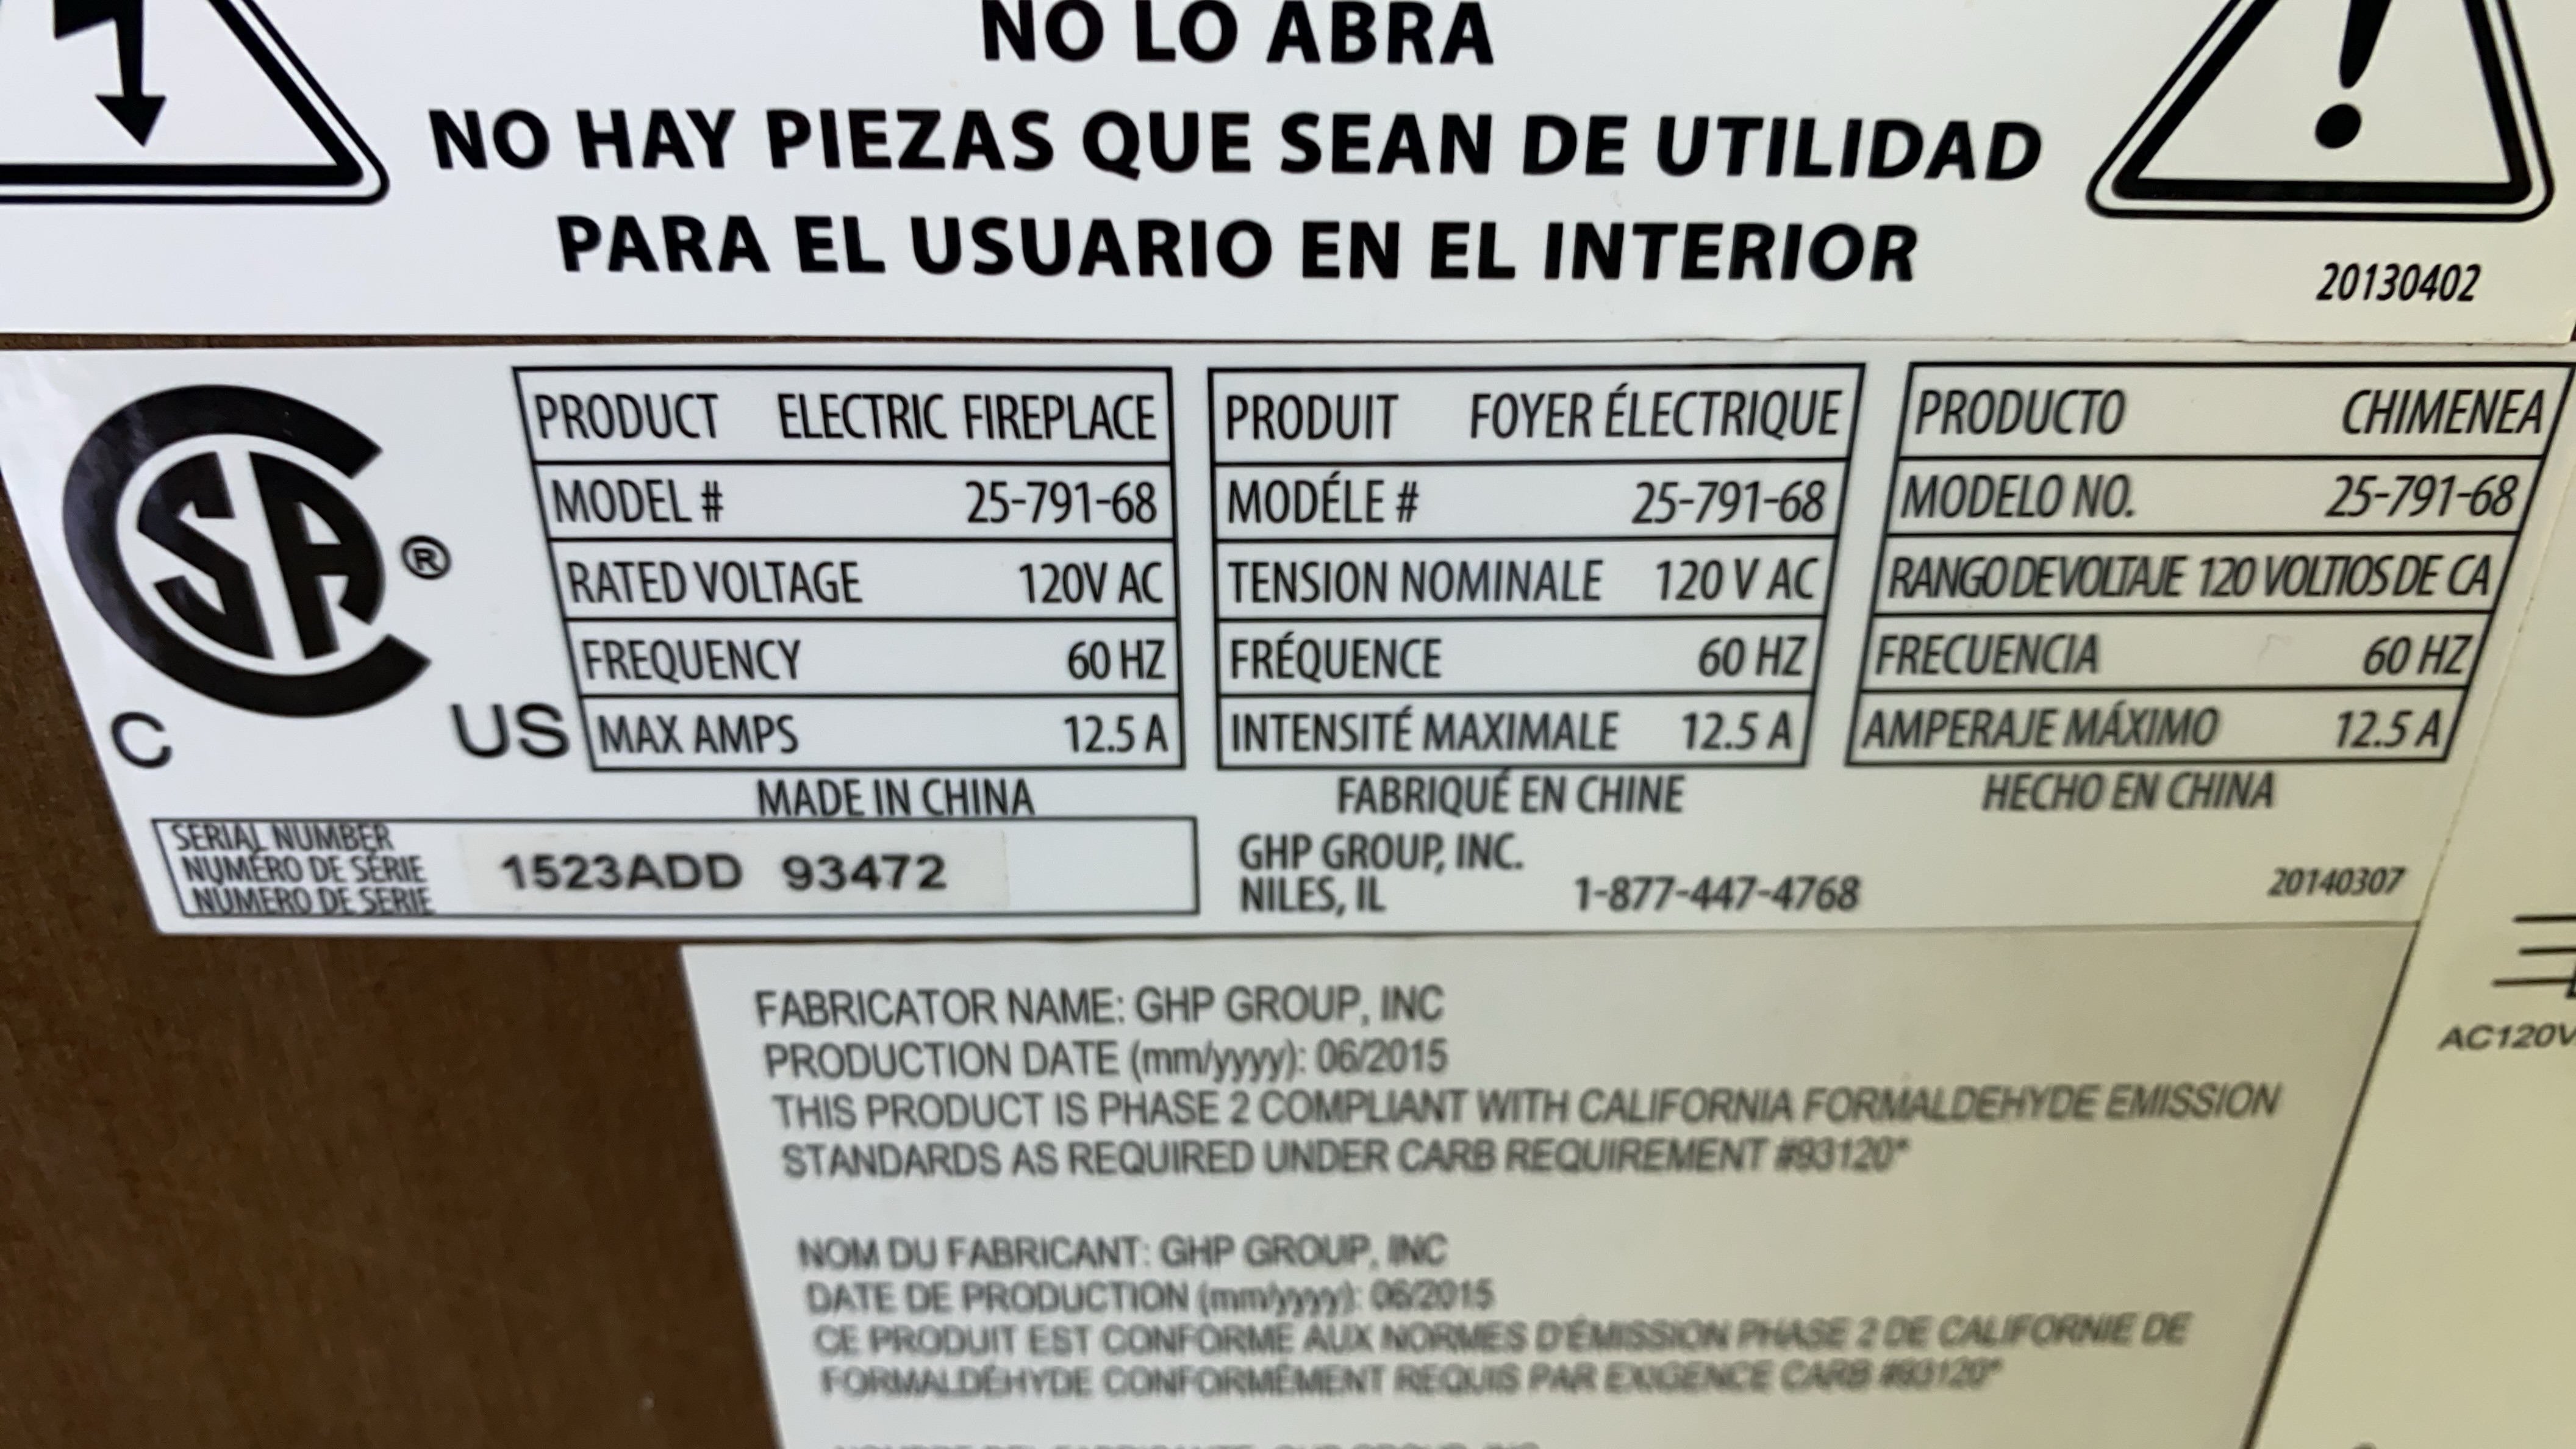 NO LO ABRA
NO HAY PIEZAS QUE SEAN DE UTILIDAD
PARA EL USUARIO EN EL INTERIOR
20130402
CSA ®
C US
PRODUCT ELECTRIC FIREPLACE
MODEL # 25-791-68
RATED VOLTAGE 120V AC
FREQUENCY 60 HZ
MAX AMPS 12.5 A
MADE IN CHINA
PRODUIT FOYER ÉLECTRIQUE
MODÉLE # 25-791-68
TENSION NOMINALE 120 V AC
FRÉQUENCE 60 HZ
INTENSITÉ MAXIMALE 12.5 A
FABRIQUÉ EN CHINE
PRODUCTO CHIMENEA
MODELO NO. 25-791-68
RANGO DE VOLTAJE 120 VOLTIOS DE CA
FRECUENCIA 60 HZ
AMPERAJE MÁXIMO 12.5 A
HECHO EN CHINA
SERIAL NUMBER
NUMÉRO DE SÉRIE
NÚMERO DE SERIE
1523ADD 93472
GHP GROUP, INC.
NILES, IL 1-877-447-4768
20140307
FABRICATOR NAME: GHP GROUP, INC
PRODUCTION DATE (mm/yyyy): 06/2015
THIS PRODUCT IS PHASE 2 COMPLIANT WITH CALIFORNIA FORMALDEHYDE EMISSION
STANDARDS AS REQUIRED UNDER CARB REQUIREMENT #93120*
AC120V
NOM DU FABRICANT: GHP GROUP, INC
DATE DE PRODUCTION (mm/yyyy): 06/2015
CE PRODUIT EST CONFORME AUX NORMES D'ÉMISSION PHASE 2 DE CALIFORNIE DE
FORMALDÉHYDE CONFORMÉMENT REQUIS PAR EXIGENCE CARB #93120*